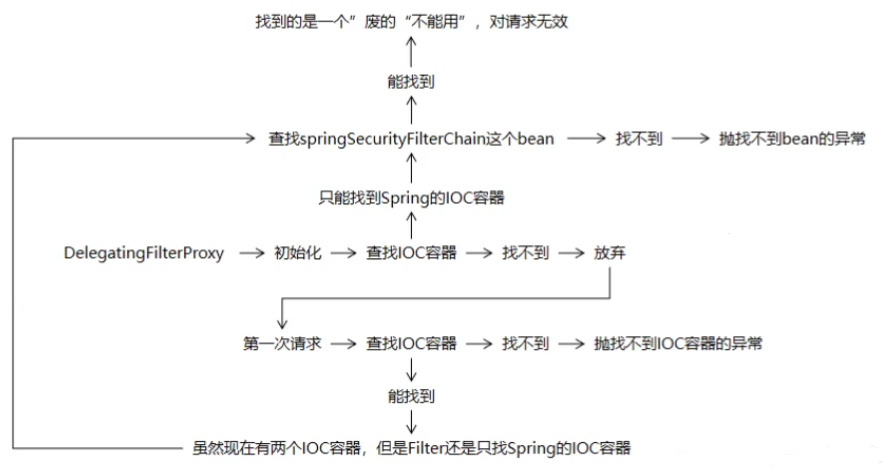 找到的是一个”废的“不能用”，对请求无效
能找到
查找springSecurityFilterChain这个bean 找不到 抛找不到bean的异常
只能找到Spring的IOC容器
DelegatingFilterProxy 初始化 查找IOC容器 找不到 放弃
第一次请求 查找IOC容器 找不到 抛找不到IOC容器的异常
能找到
虽然现在有两个IOC容器，但是Filter还是只找Spring的IOC容器